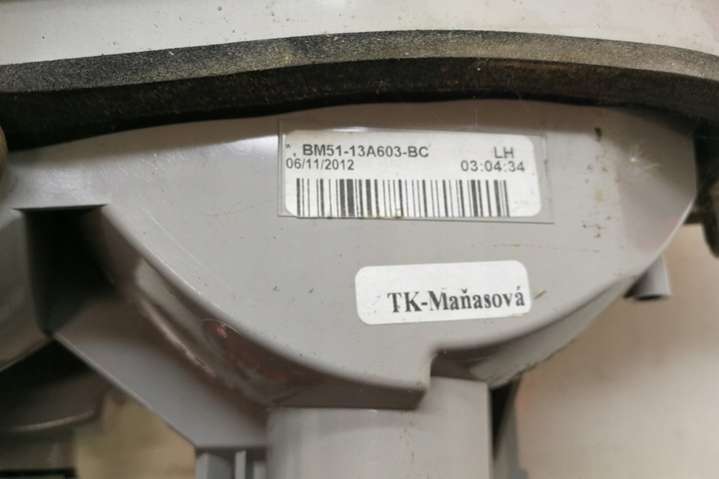 *, BM51-13A603-BC LH
06/11/2012 03:04:34
TK-Maňasová